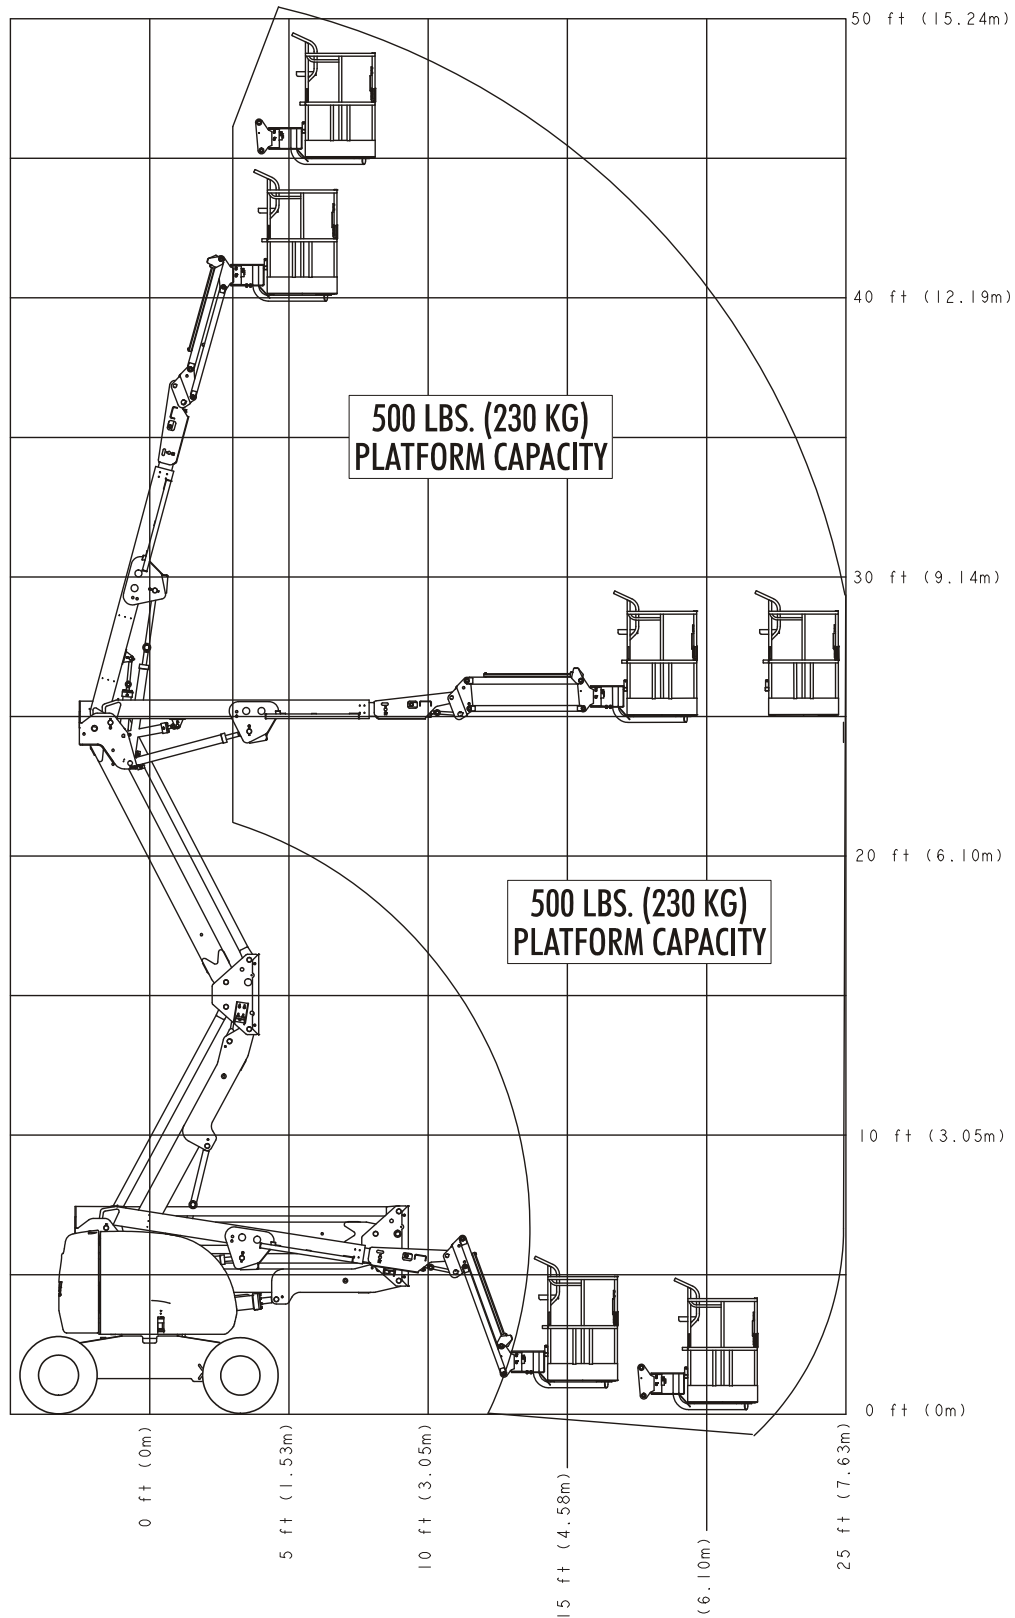 50 ft (15.24m)
40 ft (12.19m)
500 LBS. (230 KG)
PLATFORM CAPACITY
30 ft (9.14m)
20 ft (6.10m)
500 LBS. (230 KG)
PLATFORM CAPACITY
10 ft (3.05m)
0 ft (0m)
0 ft (0m)
5 ft (1.53m)
10 ft (3.05m)
15 ft (4.58m)
(6.10m)
25 ft (7.63m)